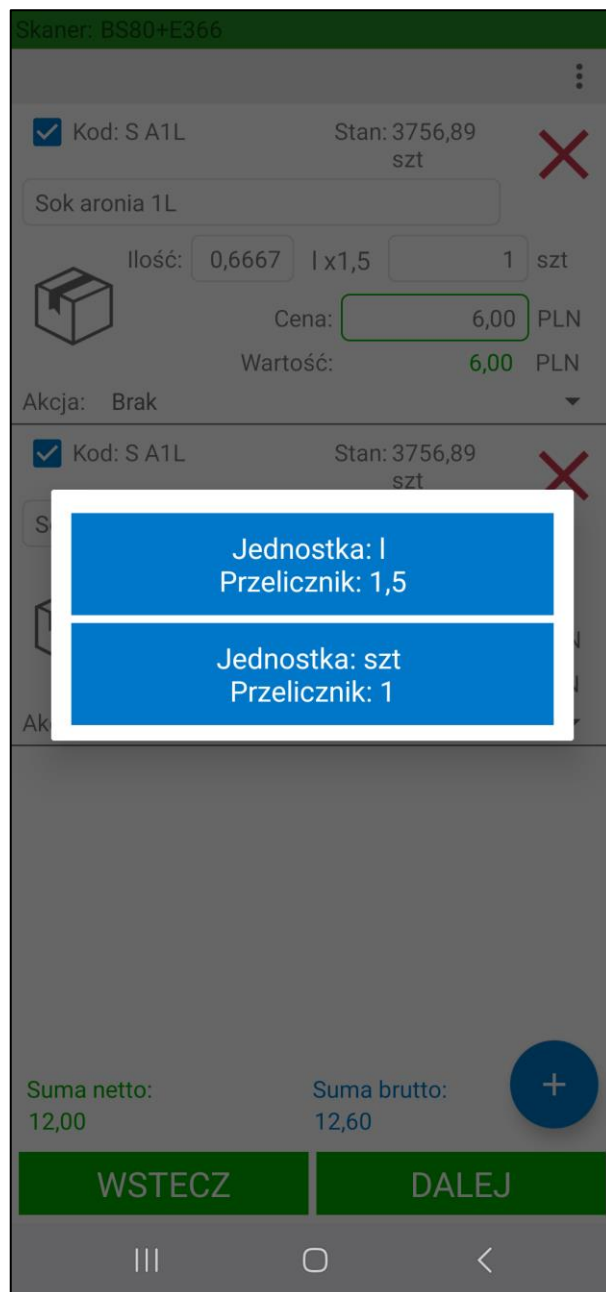 Skaner: BS80+E366
Kod: S A1L Stan: 3756,89
szt
Sok aronia 1L
Ilość: 0,6667 l x1,5 1 szt
Cena: 6,00 PLN
Wartość: 6,00 PLN
Akcja: Brak
Kod: S A1L Stan: 3756,89
szt
Jednostka: l
Przelicznik: 1,5
Jednostka: szt
Przelicznik: 1
Suma netto: Suma brutto:
12,00 12,60
+
WSTECZ DALEJ